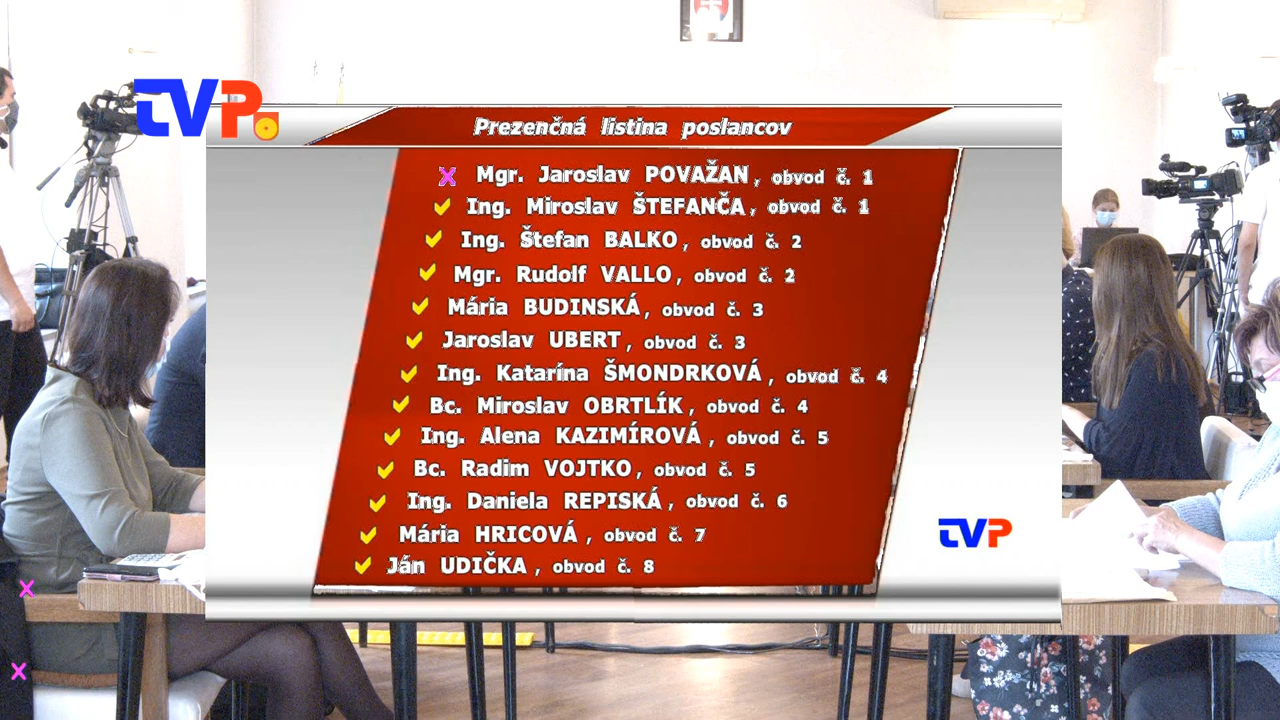 TVP
Prezenčná listina poslancov
Mgr. Jaroslav POVAŽAN, obvod č. 1
Ing. Miroslav ŠTEFANČA, obvod č. 1
Ing. Štefan BALKO, obvod č. 2
Mgr. Rudolf VALLO, obvod č. 2
Mária BUDINSKÁ, obvod č. 3
Jaroslav UBERT, obvod č. 3
Ing. Katarína ŠMONDRKOVÁ, obvod č. 4
Bc. Miroslav OBRTLÍK, obvod č. 4
Ing. Alena KAZIMÍROVÁ, obvod č. 5
Bc. Radim VOJTKO, obvod č. 5
Ing. Daniela REPISKÁ, obvod č. 6
Mária HRICOVÁ, obvod č. 7
Ján UDIČKA, obvod č. 8
TVP